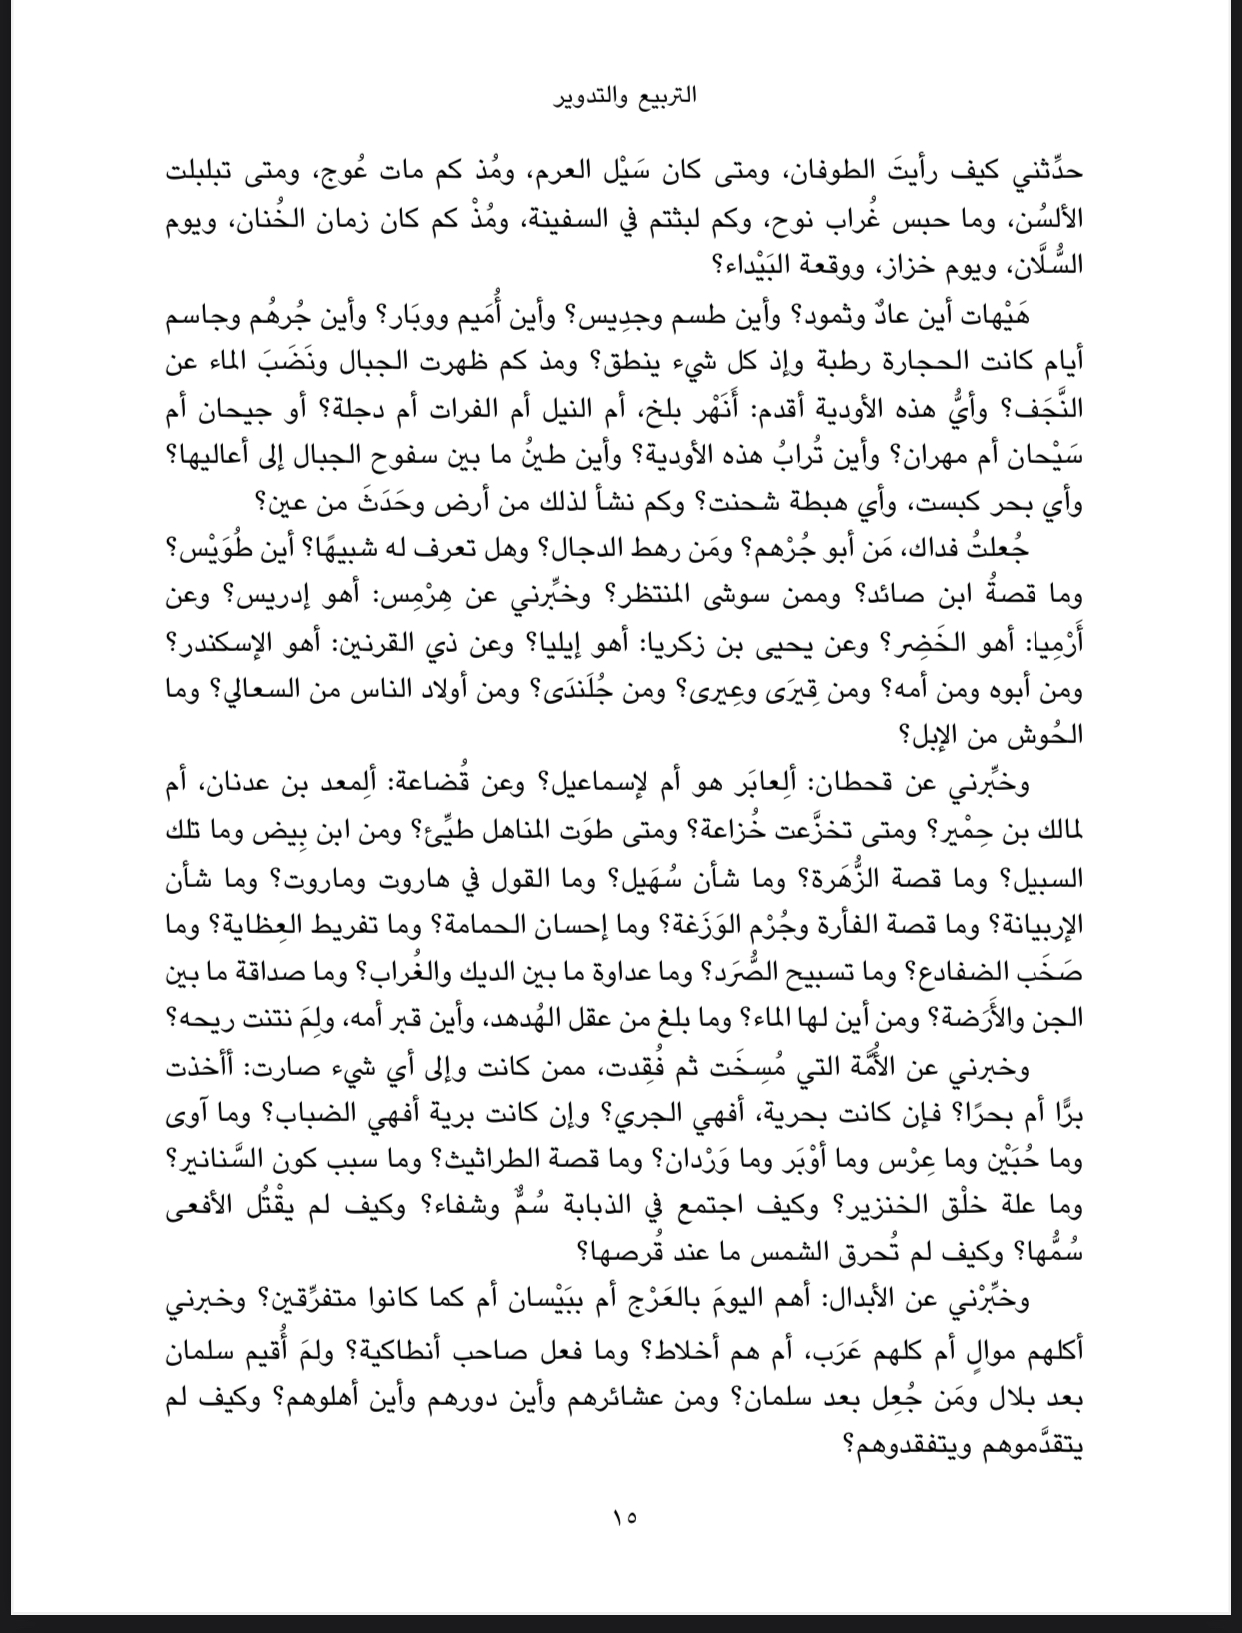 التربيع والتدوير
حدِّثني كيف رأيتَ الطوفان، ومتى كان سَيْل العرم، ومُذ كم مات عُوج، ومتى تبلبلت
الألسُن، وما حبس غُراب نوح، وكم لبثتم في السفينة، ومُذْ كم كان زمان الخُنان، ويوم
السُّلَّان، ويوم خزاز، ووقعة البَيْداء؟
هَيْهات أين عادٌ وثمود؟ وأين طسم وجدِيس؟ وأين أُمَيم ووبَار؟ وأين جُرهُم وجاسم
أيام كانت الحجارة رطبة وإذ كل شيء ينطق؟ ومذ كم ظهرت الجبال ونَضَبَ الماء عن
النَّجَف؟ وأيُّ هذه الأودية أقدم: أَنَهْر بلخ، أم النيل أم الفرات أم دجلة؟ أو جيحان أم
سَيْحان أم مهران؟ وأين تُرابُ هذه الأودية؟ وأين طينُ ما بين سفوح الجبال إلى أعاليها؟
وأي بحر كبست، وأي هبطة شحنت؟ وكم نشأ لذلك من أرض وحَدَثَ من عين؟
جُعلتُ فداك، مَن أبو جُرْهم؟ ومَن رهط الدجال؟ وهل تعرف له شبيهًا؟ أين طُوَيْس؟
وما قصةُ ابن صائد؟ وممن سوشى المنتظر؟ وخبِّرني عن هِرْمِس: أهو إدريس؟ وعن
أَرْمِيا: أهو الخَضِر؟ وعن يحيى بن زكريا: أهو إيليا؟ وعن ذي القرنين: أهو الإسكندر؟
ومن أبوه ومن أمه؟ ومن قِيرَى وعِيرى؟ ومن جُلَندَى؟ ومن أولاد الناس من السعالي؟ وما
الحُوش من الإبل؟
وخبِّرني عن قحطان: ألِعابَر هو أم لإسماعيل؟ وعن قُضاعة: ألِمعد بن عدنان، أم
لمالك بن حِمْير؟ ومتى تخزَّعت خُزاعة؟ ومتى طوَت المناهل طيِّئ؟ ومن ابن بِيض وما تلك
السبيل؟ وما قصة الزُّهَرة؟ وما شأن سُهَيل؟ وما القول في هاروت وماروت؟ وما شأن
الإربيانة؟ وما قصة الفأرة وجُرْم الوَزَغة؟ وما إحسان الحمامة؟ وما تفريط العِظاية؟ وما
صَخَب الضفادع؟ وما تسبيح الصُّرَد؟ وما عداوة ما بين الديك والغُراب؟ وما صداقة ما بين
الجن والأَرَضة؟ ومن أين لها الماء؟ وما بلغ من عقل الهُدهد، وأين قبر أمه، ولِمَ نتنت ريحه؟
وخبرني عن الأُمَّة التي مُسِخَت ثم فُقِدت، ممن كانت وإلى أي شيء صارت: أأخذت
برًّا أم بحرًا؟ فإن كانت بحرية، أفهي الجري؟ وإن كانت برية أفهي الضباب؟ وما آوى
وما حُبَيْن وما عِرْس وما أوْبَر وما وَرْدان؟ وما قصة الطراثيث؟ وما سبب كون السَّنانير؟
وما علة خلْق الخنزير؟ وكيف اجتمع في الذبابة سُمٌّ وشفاء؟ وكيف لم يقْتُل الأفعى
سُمُّها؟ وكيف لم تُحرق الشمس ما عند قُرصها؟
وخبِّرْني عن الأبدال: أهم اليومَ بالعَرْج أم ببَيْسان أم كما كانوا متفرِّقين؟ وخبرني
أكلهم موالٍ أم كلهم عَرَب، أم هم أخلاط؟ وما فعل صاحب أنطاكية؟ ولمَ أُقيم سلمان
بعد بلال ومَن جُعِل بعد سلمان؟ ومن عشائرهم وأين دورهم وأين أهلوهم؟ وكيف لم
يتقدَّموهم ويتفقدوهم؟
١٥